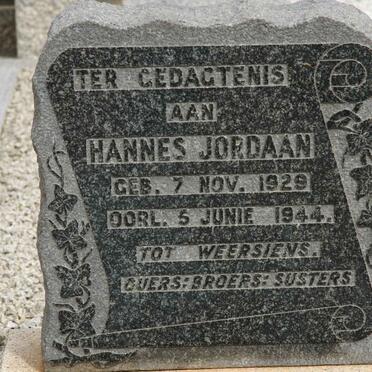 TER GEDAGTENIS
AAN
HANNES JORDAAN
GEB. 7 NOV. 1929
OORL. 5 JUNIE 1944.
TOT WEERSIENS.
OUERS-BROERS-SUSTERS